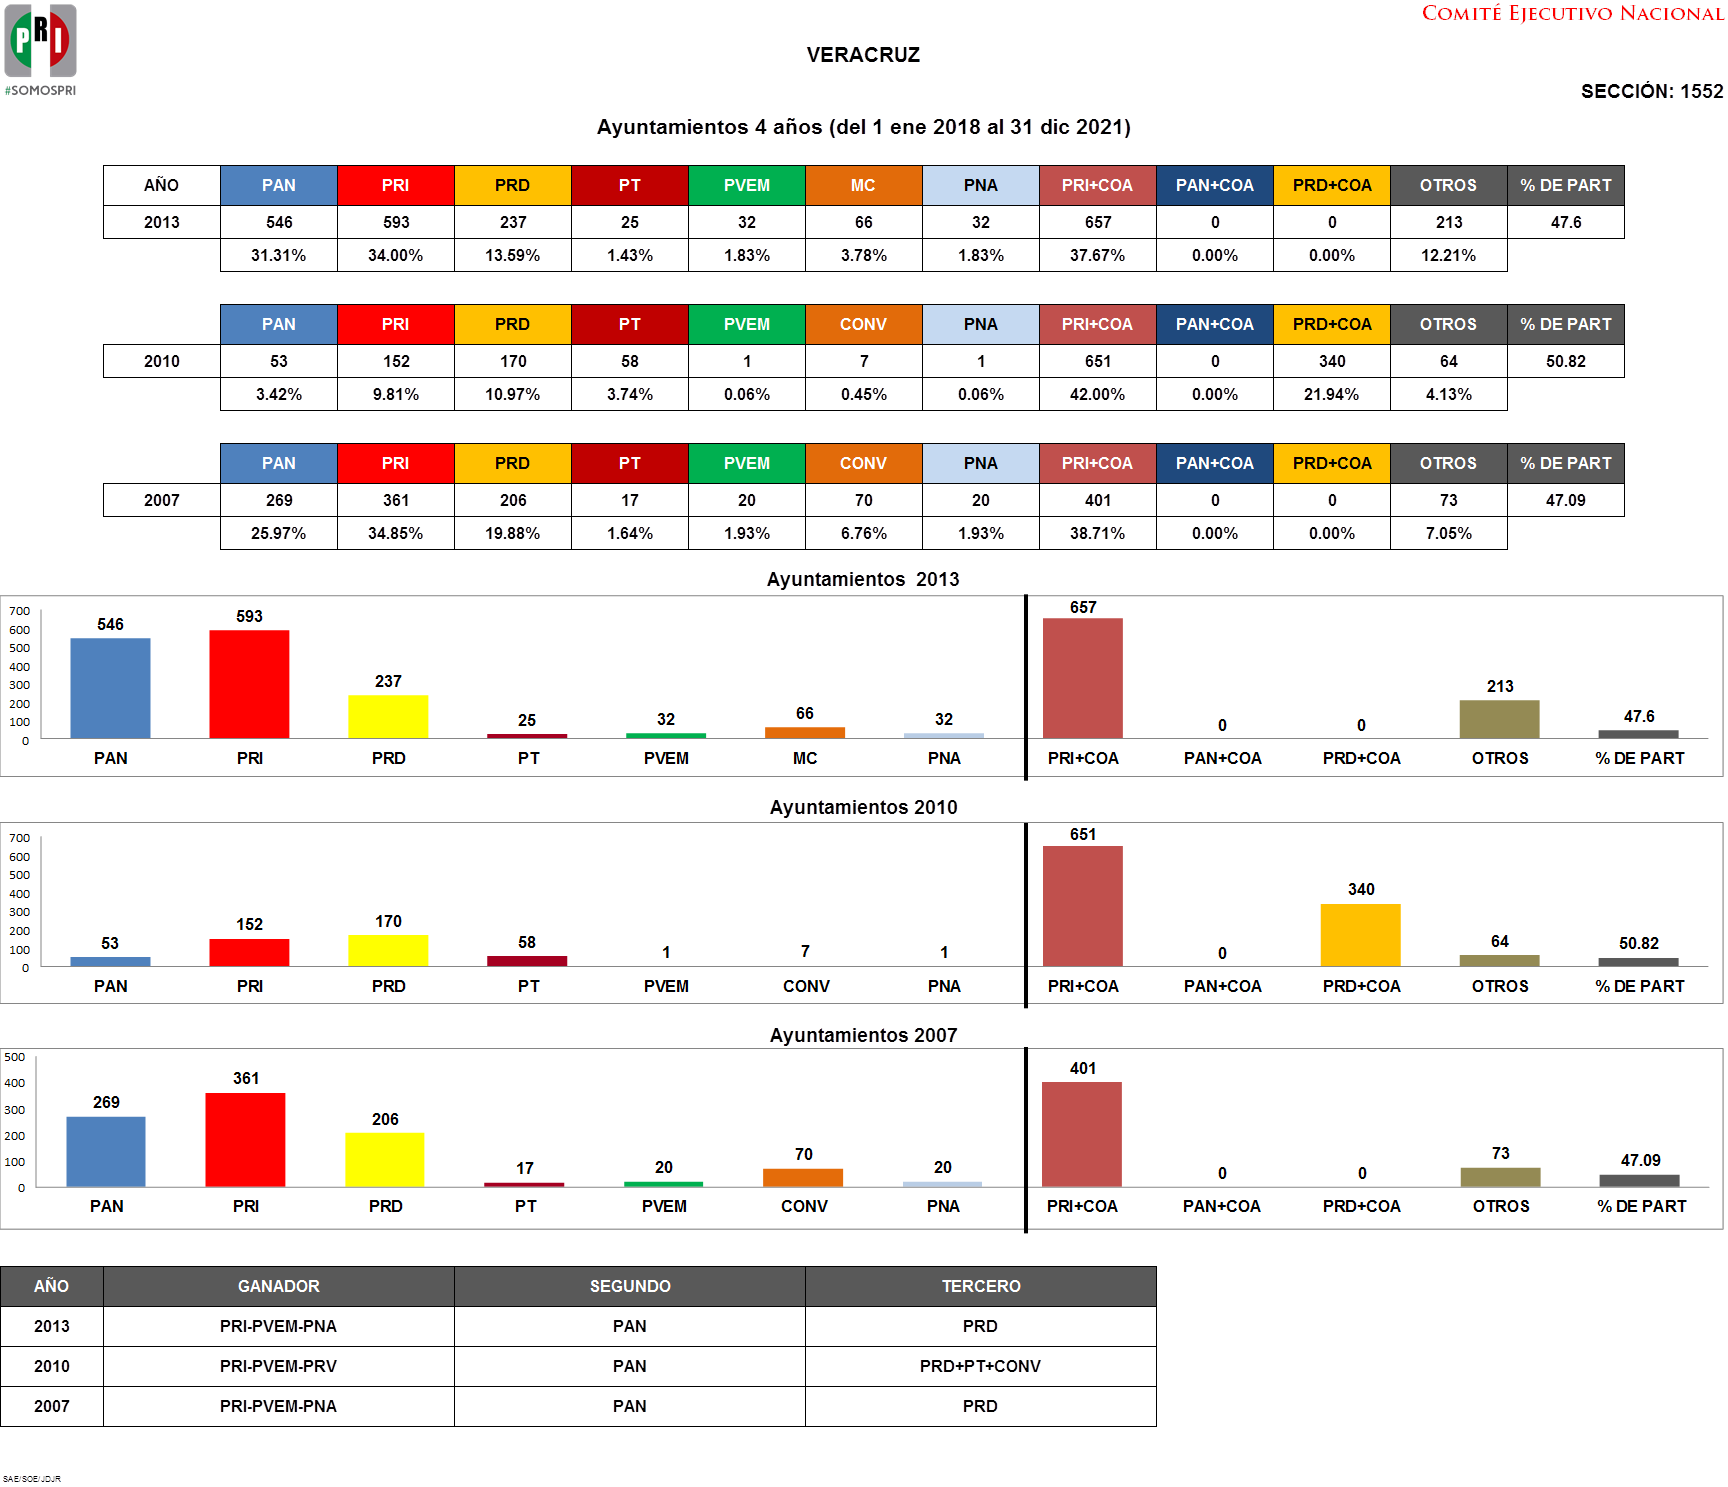 PRI
#SOMOSPRI
COMITÉ EJECUTIVO NACIONAL
VERACRUZ
SECCIÓN: 1552
Ayuntamientos 4 años (del 1 ene 2018 al 31 dic 2021)
AÑO PAN PRI PRD PT PVEM MC PNA PRI+COA PAN+COA PRD+COA OTROS % DE PART
2013 546 593 237 25 32 66 32 657 0 0 213 47.6
31.31% 34.00% 13.59% 1.43% 1.83% 3.78% 1.83% 37.67% 0.00% 0.00% 12.21%
PAN PRI PRD PT PVEM CONV PNA PRI+COA PAN+COA PRD+COA OTROS % DE PART
2010 53 152 170 58 1 7 1 651 0 340 64 50.82
3.42% 9.81% 10.97% 3.74% 0.06% 0.45% 0.06% 42.00% 0.00% 21.94% 4.13%
PAN PRI PRD PT PVEM CONV PNA PRI+COA PAN+COA PRD+COA OTROS % DE PART
2007 269 361 206 17 20 70 20 401 0 0 73 47.09
25.97% 34.85% 19.88% 1.64% 1.93% 6.76% 1.93% 38.71% 0.00% 0.00% 7.05%
Ayuntamientos 2013
700
600
500
400
300
200
100
0
546 593 237 25 32 66 32 657 0 0 213 47.6
PAN PRI PRD PT PVEM MC PNA PRI+COA PAN+COA PRD+COA OTROS % DE PART
Ayuntamientos 2010
700
600
500
400
300
200
100
0
53 152 170 58 1 7 1 651 0 340 64 50.82
PAN PRI PRD PT PVEM CONV PNA PRI+COA PAN+COA PRD+COA OTROS % DE PART
Ayuntamientos 2007
500
400
300
200
100
0
269 361 206 17 20 70 20 401 0 0 73 47.09
PAN PRI PRD PT PVEM CONV PNA PRI+COA PAN+COA PRD+COA OTROS % DE PART
AÑO GANADOR SEGUNDO TERCERO
2013 PRI-PVEM-PNA PAN PRD
2010 PRI-PVEM-PRV PAN PRD+PT+CONV
2007 PRI-PVEM-PNA PAN PRD
SAE/SOE/JDJR